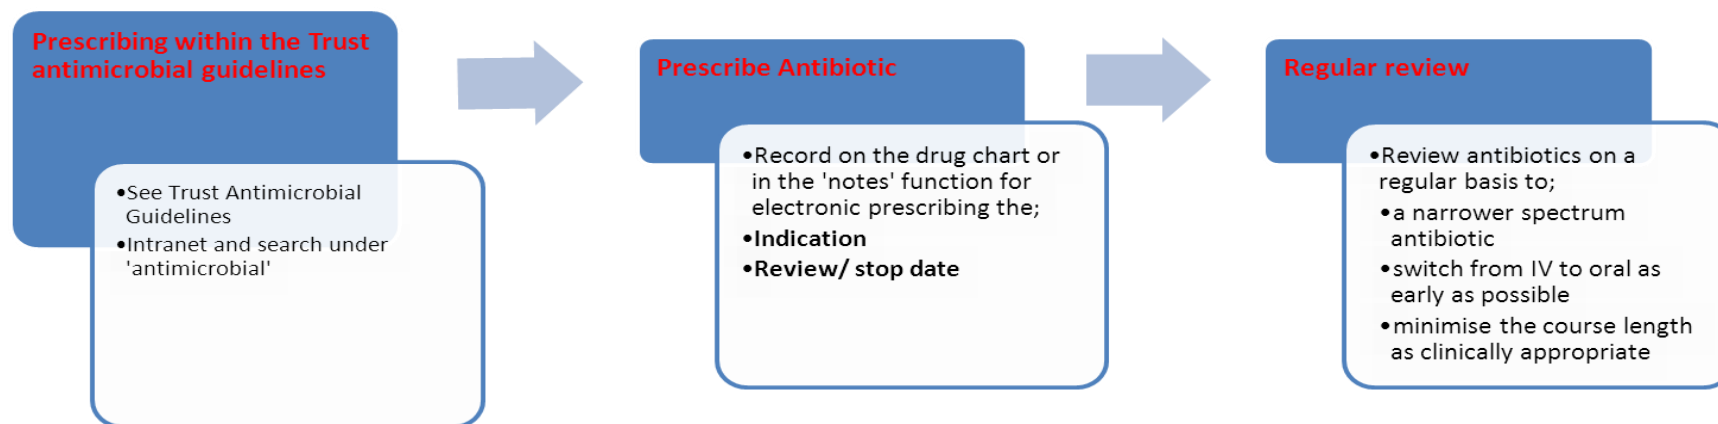 Prescribing within the Trust
antimicrobial guidelines
•See Trust Antimicrobial
Guidelines
•Intranet and search under
'antimicrobial'
Prescribe Antibiotic
•Record on the drug chart or
in the 'notes' function for
electronic prescribing the;
•Indication
•Review/ stop date
Regular review
•Review antibiotics on a
regular basis to;
•a narrower spectrum
antibiotic
•switch from IV to oral as
early as possible
•minimise the course length
as clinically appropriate